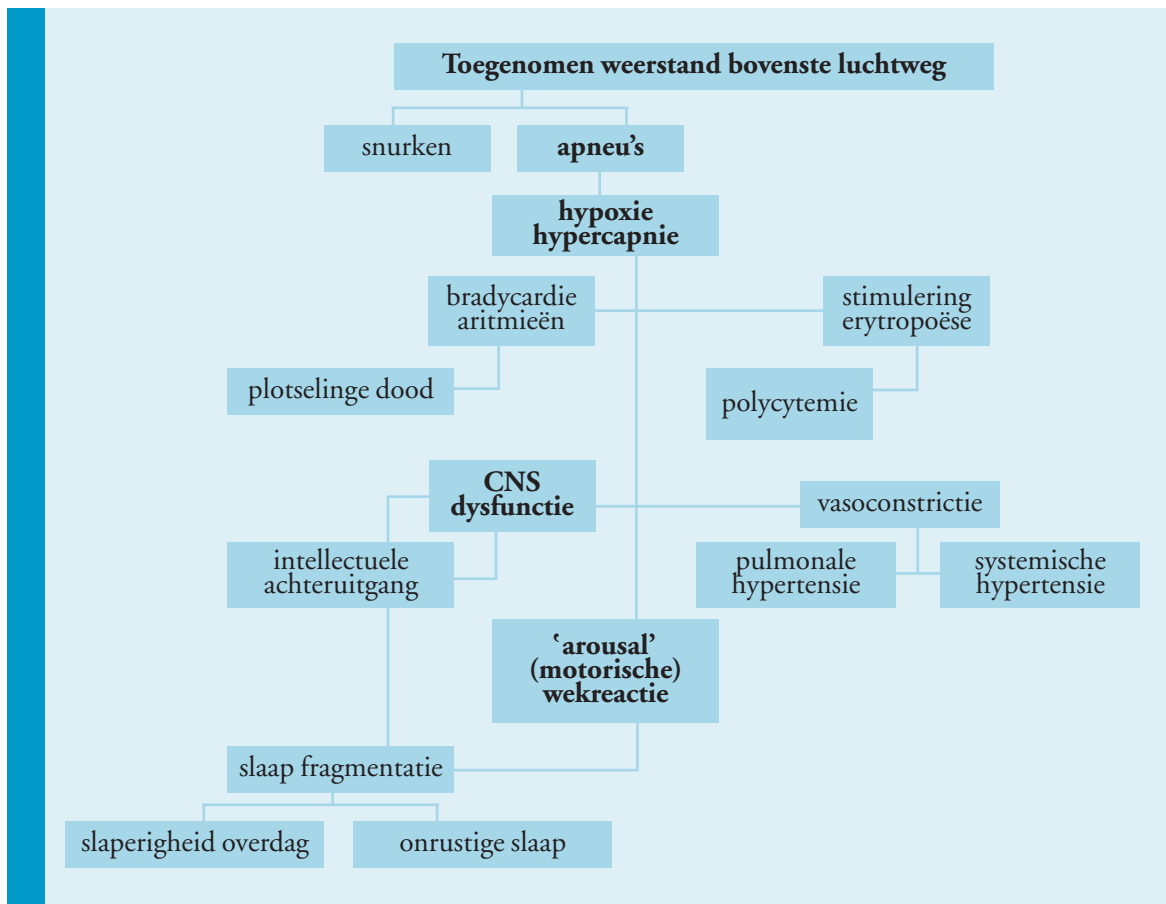 Toegenomen weerstand bovenste luchtweg
snurken
apneu’s
hypoxie
hypercapnie
bradycardie
aritmieën
stimulering
erytropoëse
plotselinge dood
polycytemie
CNS
dysfunctie
vasoconstrictie
intellectuele
achteruitgang
pulmonale
hypertensie
systemische
hypertensie
‘arousal’
(motorische)
wekreactie
slaap fragmentatie
slaperigheid overdag
onrustige slaap